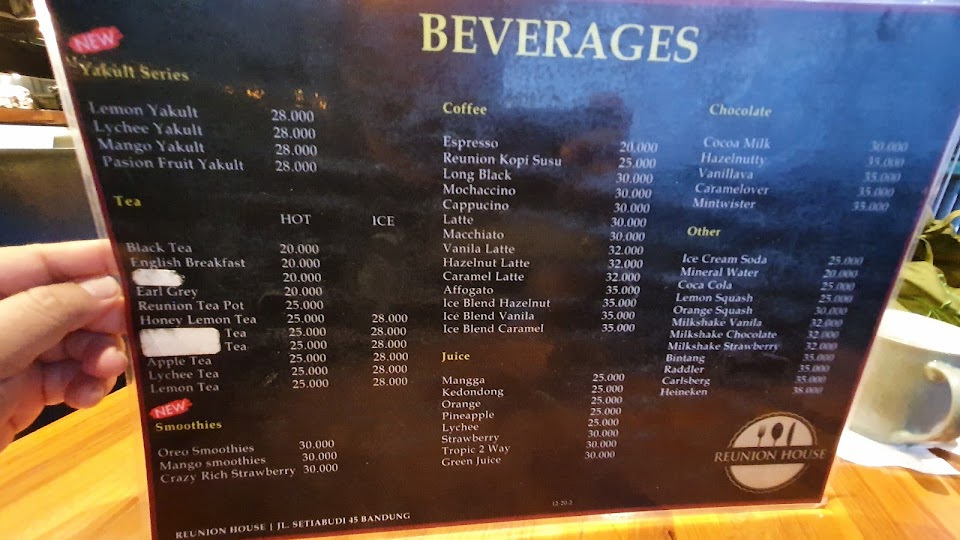 BEVERAGES
NEW
Yakult Series
Lemon Yakult 28.000
Lychee Yakult 28.000
Mango Yakult 28.000
Pasion Fruit Yakult 28.000
Tea
HOT ICE
Black Tea 20.000
English Breakfast 20.000
20.000
Earl Grey 20.000
Reunion Tea Pot 25.000
Honey Lemon Tea 25.000 28.000
Tea 25.000 28.000
Tea 25.000 28.000
Apple Tea 25.000 28.000
Lychee Tea 25.000 28.000
Lemon Tea 25.000 28.000
NEW
Smoothies
Oreo Smoothies 30.000
Mango smoothies 30.000
Crazy Rich Strawberry 30.000
Coffee
Espresso 20.000
Reunion Kopi Susu 25.000
Long Black 30.000
Mochaccino 30.000
Cappucino 30.000
Latte 30.000
Macchiato 30.000
Vanila Latte 32.000
Hazelnut Latte 32.000
Caramel Latte 32.000
Affogato 35.000
Ice Blend Hazelnut 35.000
Ice Blend Vanila 35.000
Ice Blend Caramel 35.000
Juice
Mangga 25.000
Kedondong 25.000
Orange 25.000
Pineapple 25.000
Lychee 25.000
Strawberry 30.000
Tropic 2 Way 30.000
Green Juice 30.000
Chocolate
Cocoa Milk 30.000
Hazelnutty 35.000
Vanillava 35.000
Caramelover 35.000
Mintwister 35.000
Other
Ice Cream Soda 25.000
Mineral Water 20.000
Coca Cola 25.000
Lemon Squash 25.000
Orange Squash 30.000
Milkshake Vanila 32.000
Milkshake Chocolate 32.000
Milkshake Strawberry 32.000
Bintang 35.000
Raddler 35.000
Carlsberg 35.000
Heineken 38.000
REUNION HOUSE
12-20-2
REUNION HOUSE | JL. SETIABUDI 45 BANDUNG